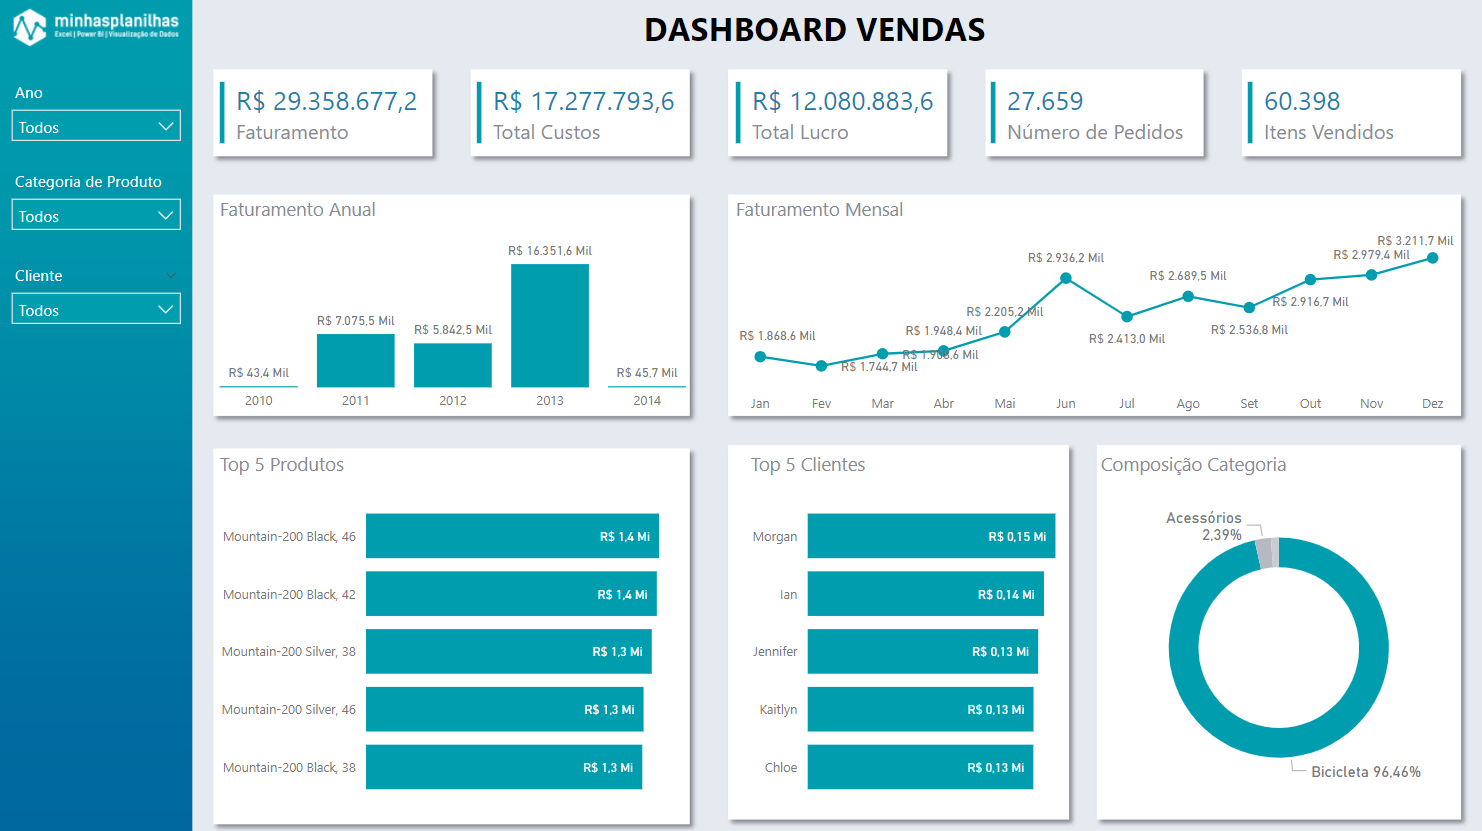 minhasplanilhas
Excel | Power BI | Visualização de Dados
DASHBOARD VENDAS
Ano
Todos
Categoria de Produto
Todos
Cliente
Todos
R$ 29.358.677,2
Faturamento
R$ 17.277.793,6
Total Custos
R$ 12.080.883,6
Total Lucro
27.659
Número de Pedidos
60.398
Itens Vendidos
Faturamento Anual
R$ 16.351,6 Mil
R$ 7.075,5 Mil
R$ 5.842,5 Mil
R$ 43,4 Mil
R$ 45,7 Mil
2010 2011 2012 2013 2014
Faturamento Mensal
R$ 3.211,7 Mil
R$ 2.979,4 Mil
R$ 2.936,2 Mil
R$ 2.689,5 Mil
R$ 2.916,7 Mil
R$ 2.205,2 Mil
R$ 2.536,8 Mil
R$ 1.868,6 Mil
R$ 1.948,4 Mil
R$ 2.413,0 Mil
R$ 1.744,7 Mil
Jan Fev Mar Abr Mai Jun Jul Ago Set Out Nov Dez
Top 5 Produtos
Mountain-200 Black, 46 R$ 1,4 Mi
Mountain-200 Black, 42 R$ 1,4 Mi
Mountain-200 Silver, 38 R$ 1,3 Mi
Mountain-200 Silver, 46 R$ 1,3 Mi
Mountain-200 Black, 38 R$ 1,3 Mi
Top 5 Clientes
Morgan R$ 0,15 Mi
Ian R$ 0,14 Mi
Jennifer R$ 0,13 Mi
Kaitlyn R$ 0,13 Mi
Chloe R$ 0,13 Mi
Composição Categoria
Acessórios
2,39%
Bicicleta 96,46%